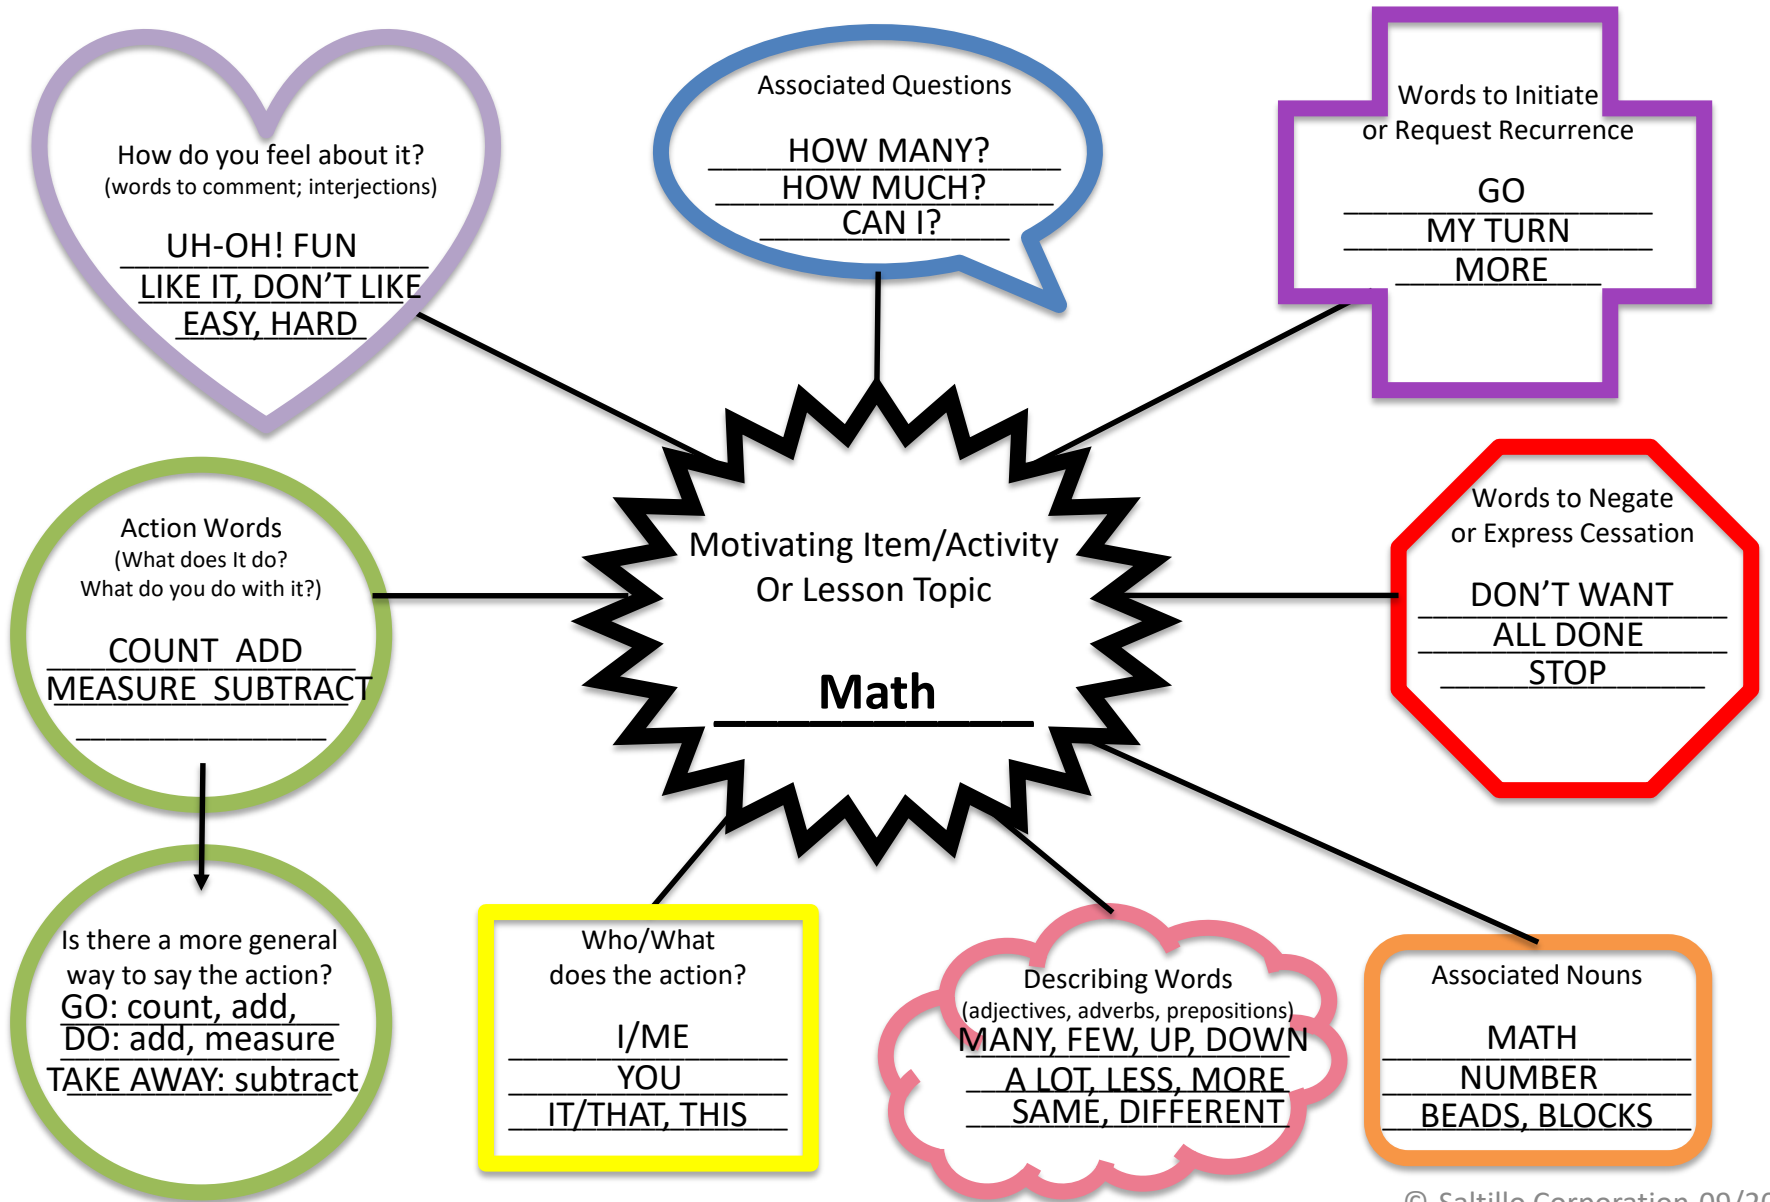 How do you feel about it?
(words to comment; interjections)
UH-OH! FUN
LIKE IT, DON’T LIKE
EASY, HARD
Associated Questions
HOW MANY?
HOW MUCH?
CAN I?
Words to Initiate
or Request Recurrence
GO
MY TURN
MORE
Action Words
(What does It do?
What do you do with it?)
COUNT  ADD
MEASURE  SUBTRACT
Motivating Item/Activity
Or Lesson Topic
Math
Words to Negate
or Express Cessation
DON’T WANT
ALL DONE
STOP
Is there a more general
way to say the action?
GO: count, add,
DO: add, measure
TAKE AWAY: subtract
Who/What
does the action?
I/ME
YOU
IT/THAT, THIS
Describing Words
(adjectives, adverbs, prepositions)
MANY, FEW, UP, DOWN
A LOT, LESS, MORE
SAME, DIFFERENT
Associated Nouns
MATH
NUMBER
BEADS, BLOCKS
© Saltillo Corporation